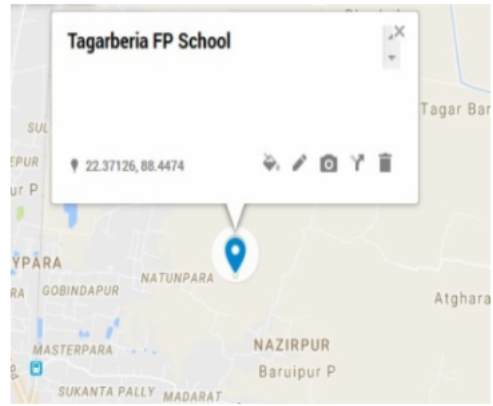 Tagarberia FP School
Tagar Bar
SUL
22.37126, 88.4474
EPUR
ur P
YPARA
NATUNPARA
RA GOBINDAPUR
Atghara
MASTERPARA
NAZIRPUR
Baruipur P
SUKANTA PALLY
MADARAT